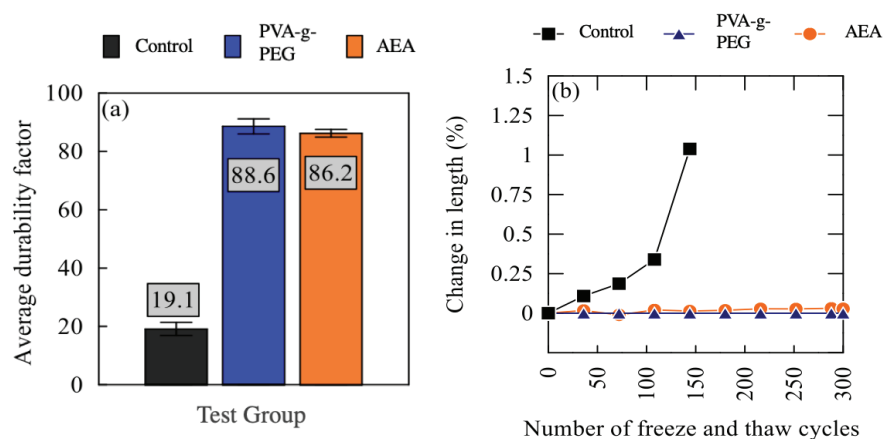 Control
PVA-g-
PEG
AEA
(a)
100
80
60
40
20
0
19.1
88.6
86.2
Average durability factor
Test Group
Control
PVA-g-
PEG
AEA
(b)
1.5
1.25
1
0.75
0.5
0.25
0
Change in length (%)
0
50
100
150
200
250
300
Number of freeze and thaw cycles